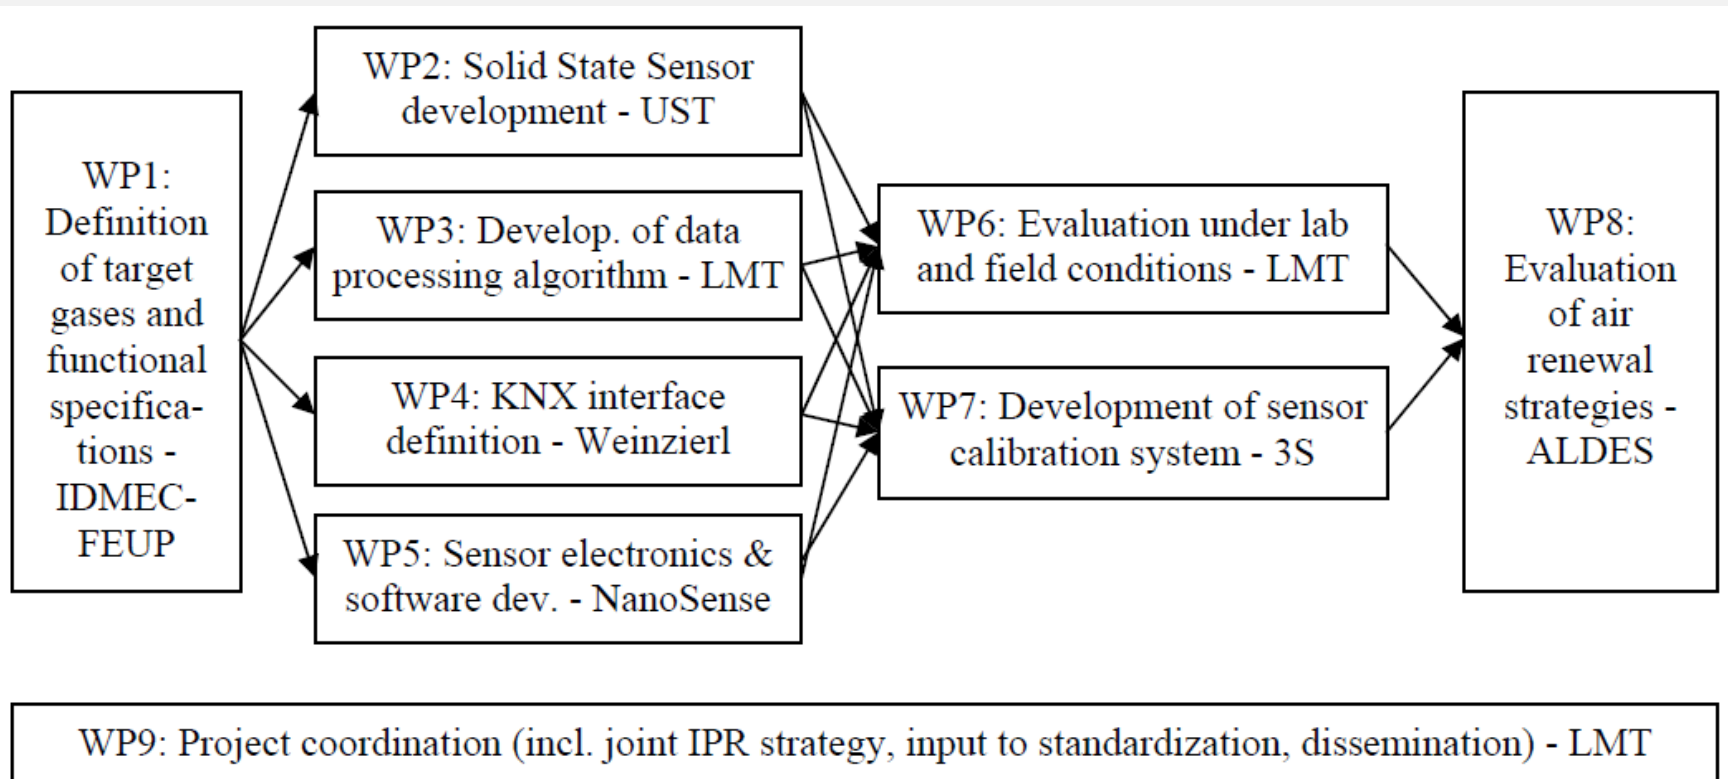 WP1:
Definition
of target
gases and
functional
specifica-
tions -
IDMEC-
FEUP
WP2: Solid State Sensor
development - UST
WP3: Develop. of data
processing algorithm - LMT
WP4: KNX interface
definition - Weinzierl
WP5: Sensor electronics &
software dev. - NanoSense
WP6: Evaluation under lab
and field conditions - LMT
WP7: Development of sensor
calibration system - 3S
WP8:
Evaluation
of air
renewal
strategies -
ALDES
WP9: Project coordination (incl. joint IPR strategy, input to standardization, dissemination) - LMT